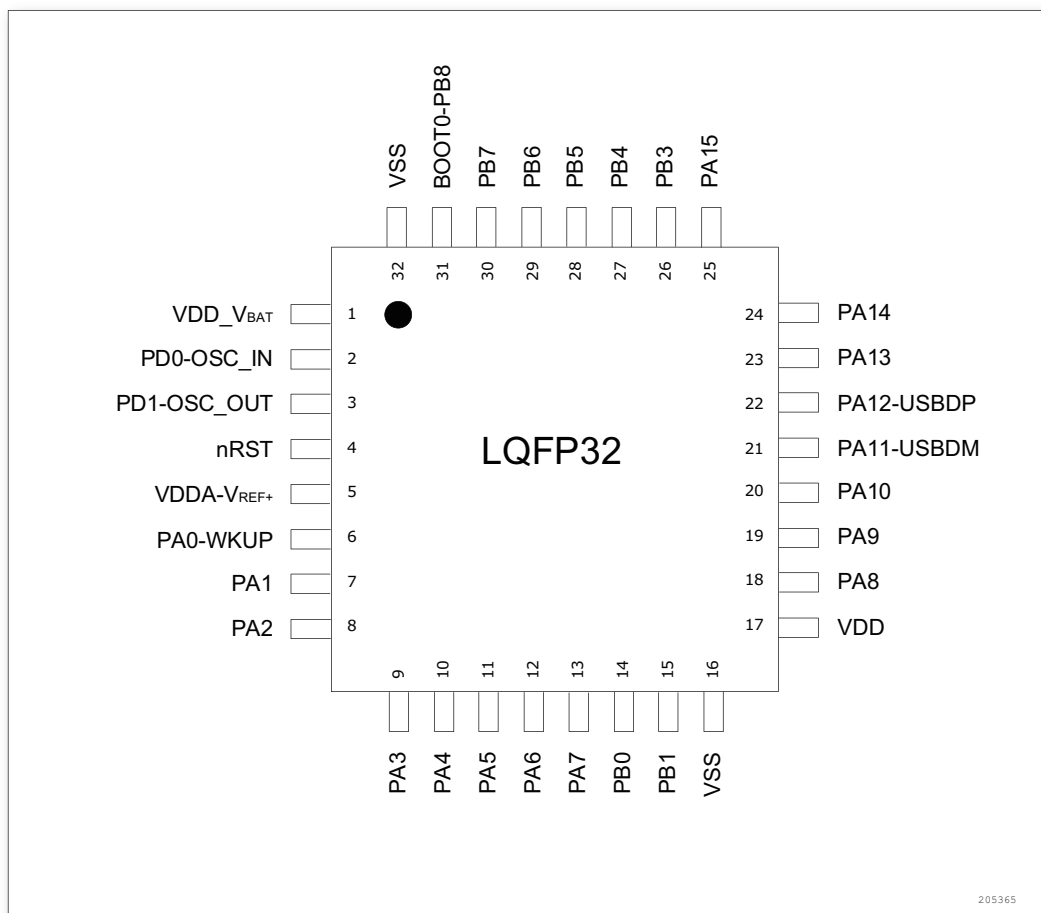 VSS
BOOT0-PB8
PB7
PB6
PB5
PB4
PB3
PA15
32
31
30
29
28
27
26
25
VDD_VBAT 1
PD0-OSC_IN 2
PD1-OSC_OUT 3
nRST 4
VDDA-VREF+ 5
PA0-WKUP 6
PA1 7
PA2 8
LQFP32
24 PA14
23 PA13
22 PA12-USBDP
21 PA11-USBDM
20 PA10
19 PA9
18 PA8
17 VDD
9
10
11
12
13
14
15
16
PA3
PA4
PA5
PA6
PA7
PB0
PB1
VSS
205365